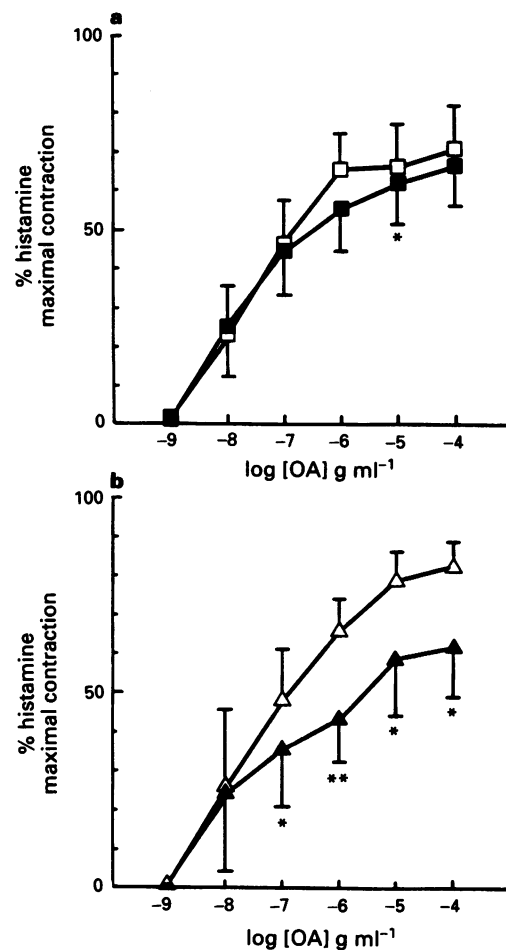 a
100
50
0
% histamine
maximal contraction
*
−9 −8 −7 −6 −5 −4
log [OA] g ml⁻¹
b
100
50
0
% histamine
maximal contraction
*
**
*
*
−9 −8 −7 −6 −5 −4
log [OA] g ml⁻¹